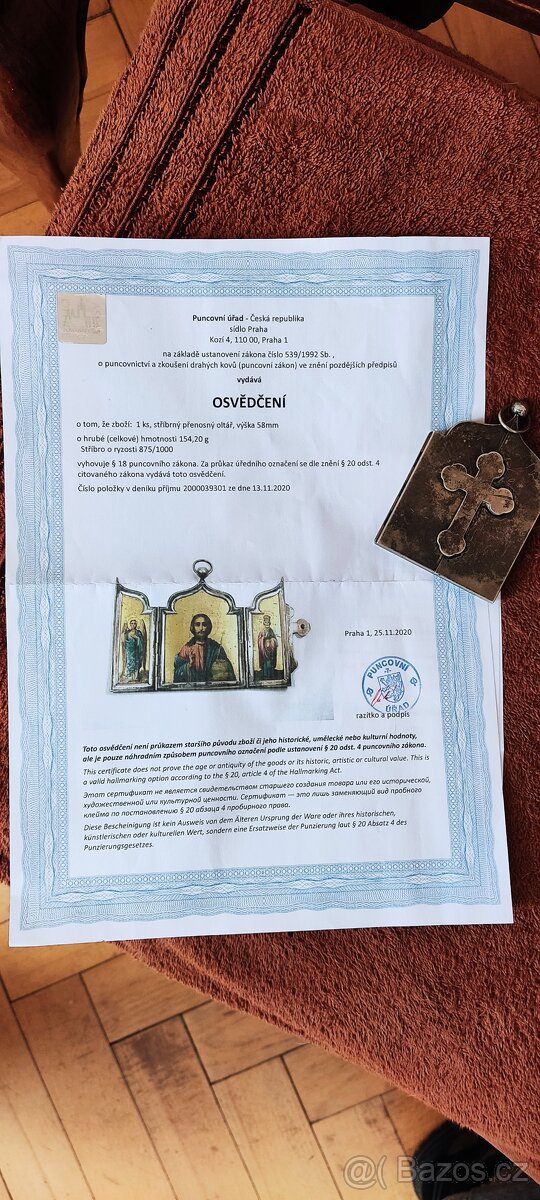 Puncovní úřad - Česká republika
sídlo Praha
Kozí 4, 110 00, Praha 1
na základě ustanovení zákona číslo 539/1992 Sb. ,
o puncovnictví a zkoušení drahých kovů (puncovní zákon) ve znění pozdějších předpisů
vydává
OSVĚDČENÍ
o tom, že zboží: 1 ks, stříbrný přenosný oltář, výška 58mm
o hrubé (celkové) hmotnosti 154,20 g
Stříbro o ryzosti 875/1000
vyhovuje § 18 puncovního zákona. Za průkaz úředního označení se dle znění § 20 odst. 4
citovaného zákona vydává toto osvědčení.
Číslo položky v deníku příjmu 2000039301 ze dne 13.11.2020
Praha 1, 25.11.2020
PUNCOVNÍ
ÚŘAD
razítko a podpis
Toto osvědčení není průkazem staršího původu zboží či jeho historické, umělecké nebo kulturní hodnoty,
ale je pouze náhradním způsobem puncovního označení podle ustanovení § 20 odst. 4 puncovního zákona.
This certificate does not prove the age or antiquity of the goods or its historic, artistic or cultural value. This is
a valid hallmarking option according to the § 20, article 4 of the Hallmarking Act.
Этот сертификат не является свидетельством старшего создания товара или его исторической,
художественной или культурной ценности. Сертификат — это лишь заменяющий вид пробного
клейма по постановлению § 20 абзаца 4 пробирного права.
Diese Bescheinigung ist kein Ausweis von dem Älteren Ursprung der Ware oder ihres historischen,
künstlerischen oder kulturellen Wert, sondern eine Ersatzweise der Punzierung laut § 20 Absatz 4 des
Punzierungsgesetzes.
@( Bazos.cz